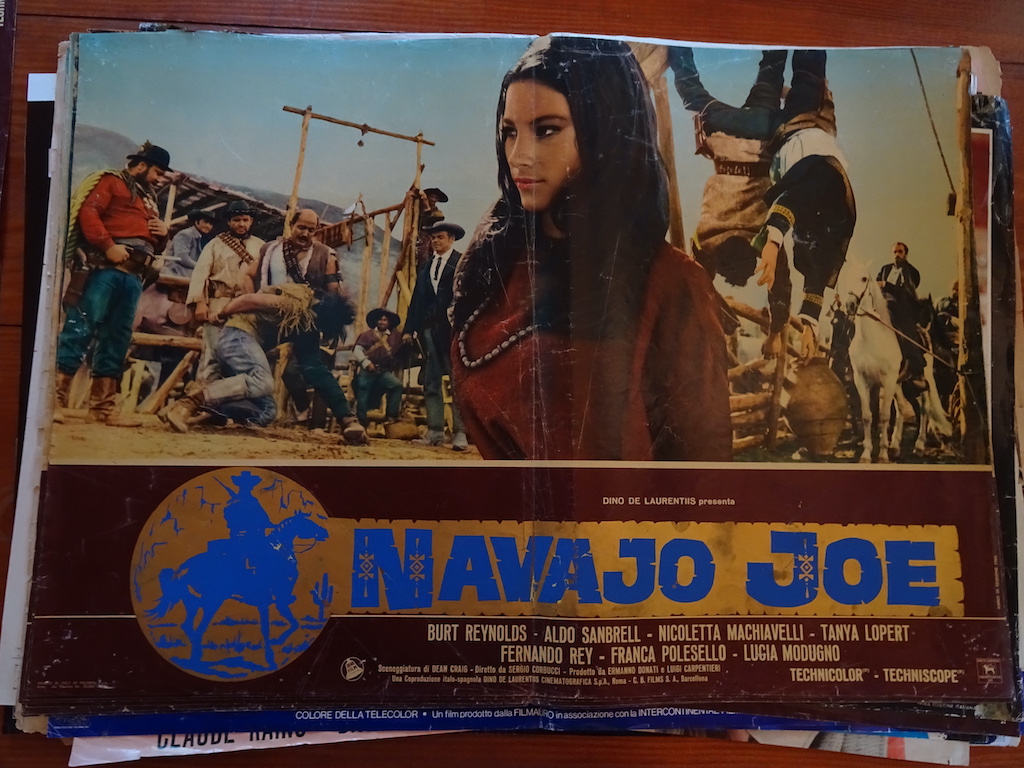 DINO DE LAURENTIIS presenta
NAVAJO JOE
BURT REYNOLDS - ALDO SANBRELL - NICOLETTA MACHIAVELLI - TANYA LOPERT
FERNANDO REY - FRANCA POLESELLO - LUCIA MODUGNO
Sceneggiatura di DEAN CRAIG - Diretto da SERGIO CORBUCCI - Prodotto da ERMANNO DONATI e LUIGI CARPENTIERI
Una Coproduzione italo-spagnola DINO DE LAURENTIIS CINEMATOGRAFICA S.p.A., Roma - C. B. FILMS S. A., Barcellona
TECHNICOLOR - TECHNISCOPE
COLORE DELLA TELECOLOR • Un film prodotto dalla FILMAURO in associazione con la INTERCONTINENTAL
CLAUDE RAINS